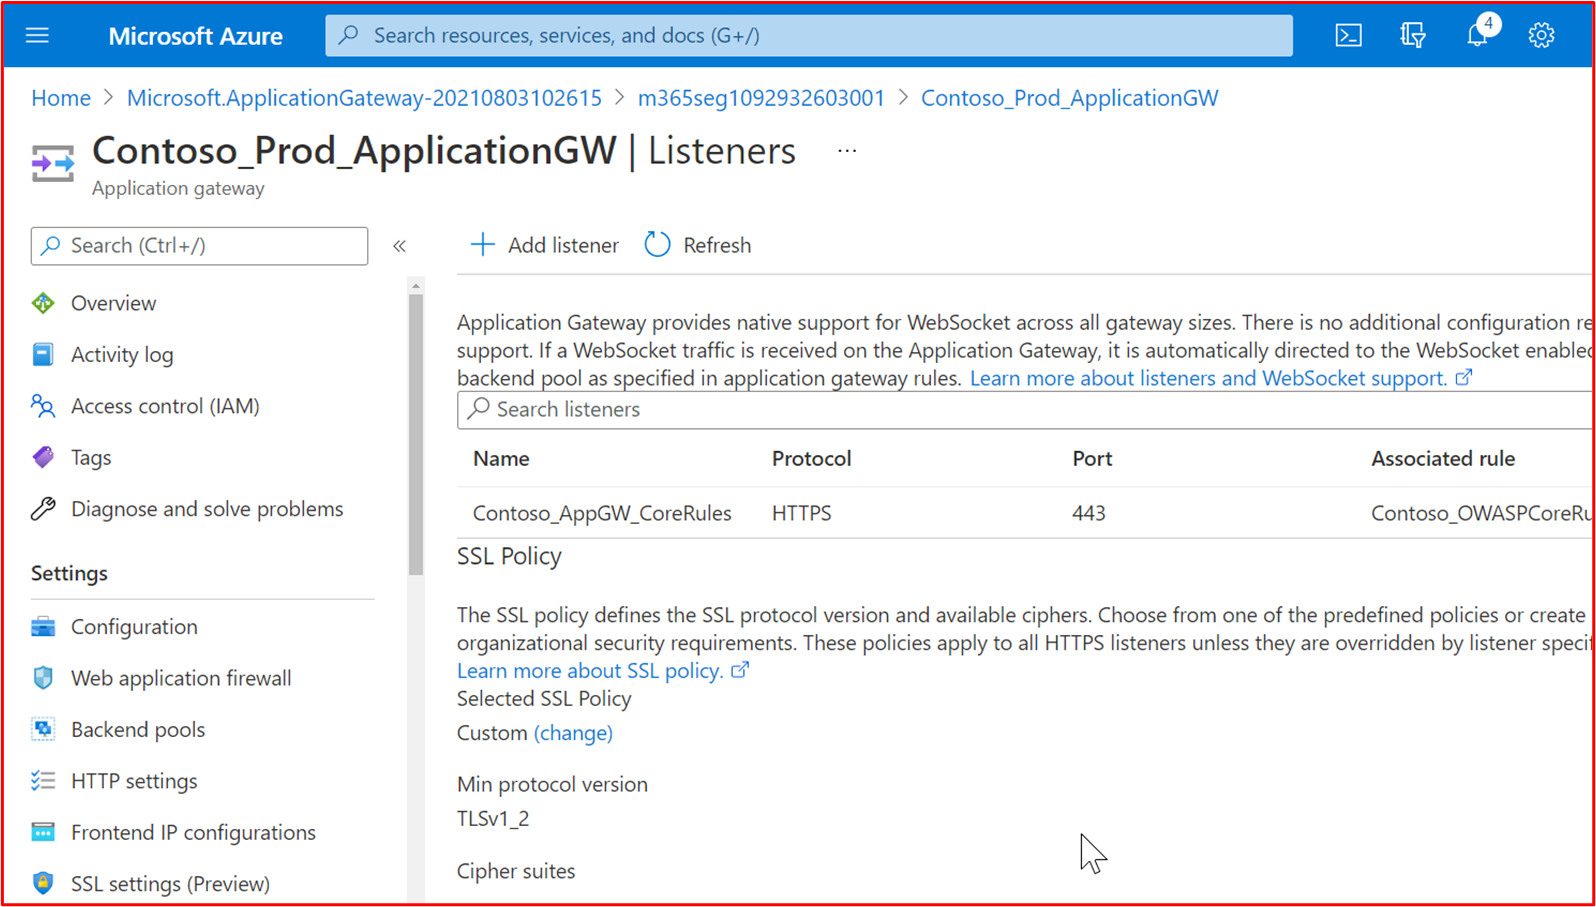 Microsoft Azure
Search resources, services, and docs (G+/)
4
Home > Microsoft.ApplicationGateway-20210803102615 > m365seg1092932603001 > Contoso_Prod_ApplicationGW
Contoso_Prod_ApplicationGW | Listeners ...
Application gateway
Search (Ctrl+/)
«
Overview
Activity log
Access control (IAM)
Tags
Diagnose and solve problems
Settings
Configuration
Web application firewall
Backend pools
HTTP settings
Frontend IP configurations
SSL settings (Preview)
+ Add listener Refresh
Application Gateway provides native support for WebSocket across all gateway sizes. There is no additional configuration re
support. If a WebSocket traffic is received on the Application Gateway, it is automatically directed to the WebSocket enabled
backend pool as specified in application gateway rules. Learn more about listeners and WebSocket support.
Search listeners
Name Protocol Port Associated rule
Contoso_AppGW_CoreRules HTTPS 443 Contoso_OWASPCoreRu
SSL Policy
The SSL policy defines the SSL protocol version and available ciphers. Choose from one of the predefined policies or create
organizational security requirements. These policies apply to all HTTPS listeners unless they are overridden by listener specif
Learn more about SSL policy.
Selected SSL Policy
Custom (change)
Min protocol version
TLSv1_2
Cipher suites